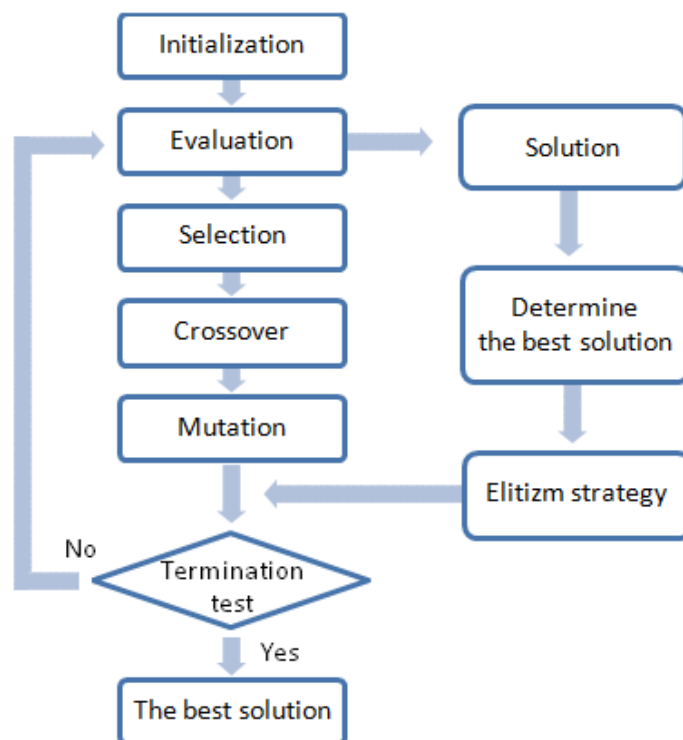 Initialization
Evaluation
Solution
Selection
Determine
the best solution
Crossover
Mutation
Elitizm strategy
No
Termination
test
Yes
The best solution